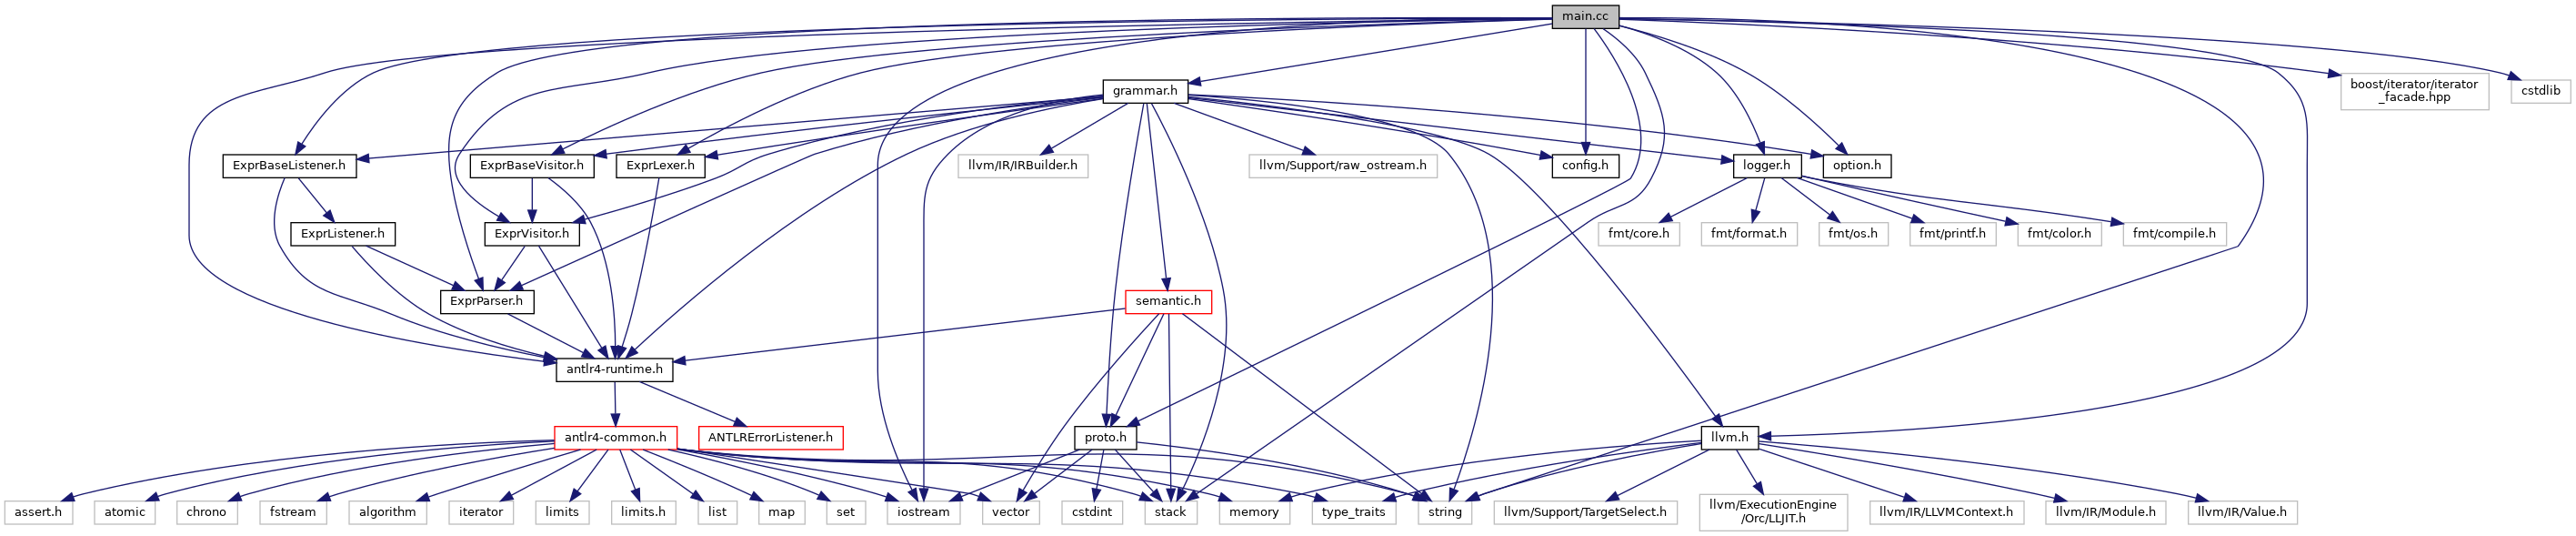 main.cc
grammar.h
boost/iterator/iterator
_facade.hpp
cstdlib
ExprBaseListener.h
ExprBaseVisitor.h
ExprLexer.h
llvm/IR/IRBuilder.h
llvm/Support/raw_ostream.h
config.h
logger.h
option.h
ExprListener.h
ExprVisitor.h
fmt/core.h
fmt/format.h
fmt/os.h
fmt/printf.h
fmt/color.h
fmt/compile.h
ExprParser.h
semantic.h
antlr4-runtime.h
antlr4-common.h
ANTLRErrorListener.h
proto.h
llvm.h
assert.h
atomic
chrono
fstream
algorithm
iterator
limits
limits.h
list
map
set
iostream
vector
cstdint
stack
memory
type_traits
string
llvm/Support/TargetSelect.h
llvm/ExecutionEngine
/Orc/LLJIT.h
llvm/IR/LLVMContext.h
llvm/IR/Module.h
llvm/IR/Value.h